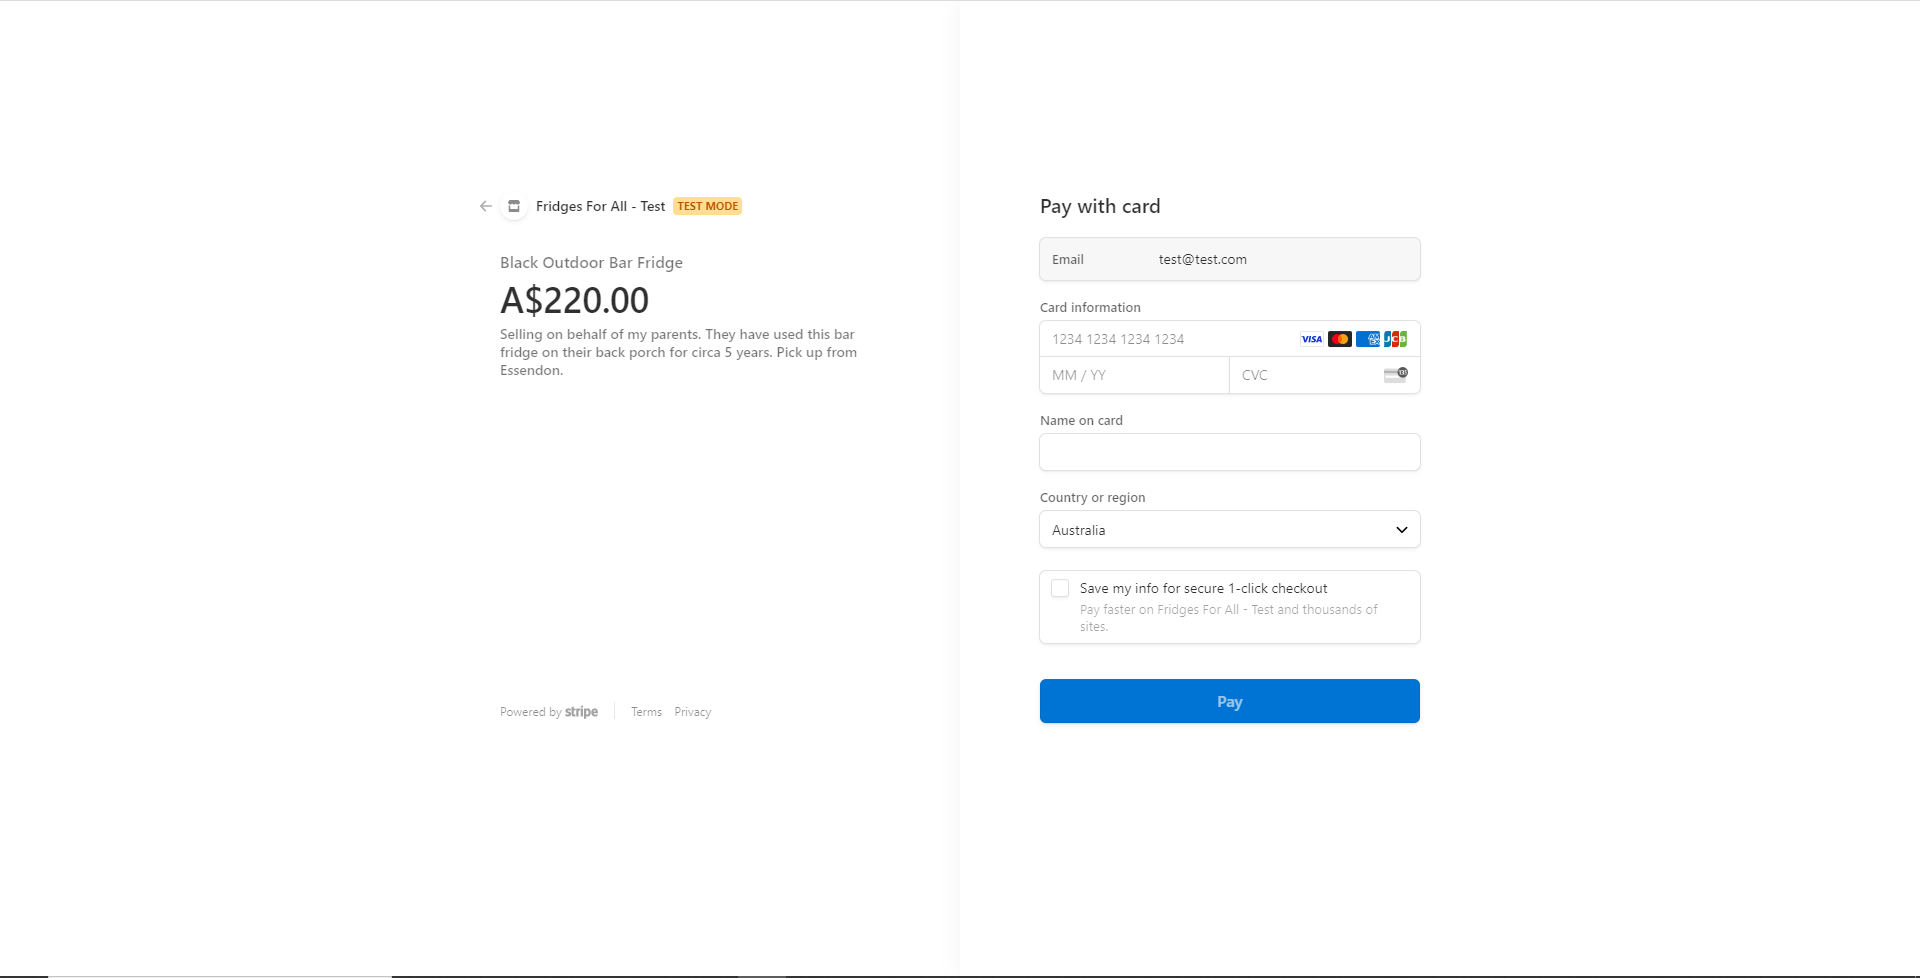 Fridges For All - Test TEST MODE
Black Outdoor Bar Fridge
A$220.00
Selling on behalf of my parents. They have used this bar
fridge on their back porch for circa 5 years. Pick up from
Essendon.
Powered by stripe Terms Privacy
Pay with card
Email test@test.com
Card information
1234 1234 1234 1234 VISA AMEX JCB
MM / YY CVC 135
Name on card
Country or region
Australia
Save my info for secure 1-click checkout
Pay faster on Fridges For All - Test and thousands of
sites.
Pay